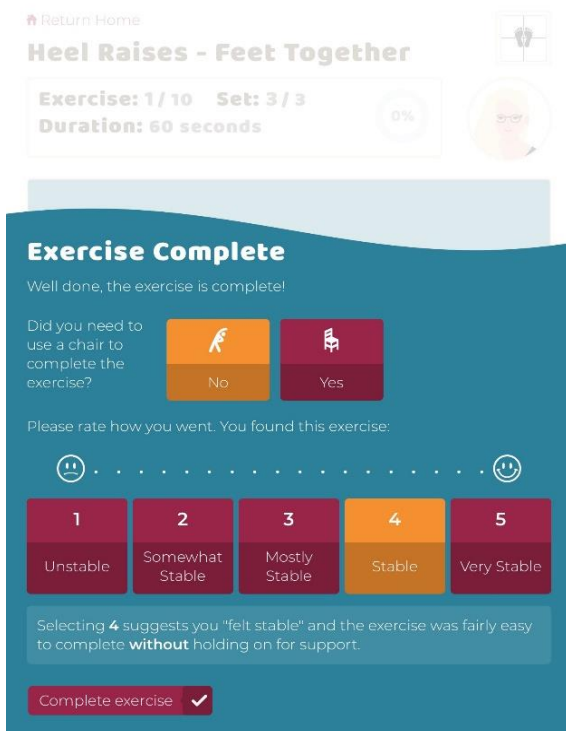 Return Home
Heel Raises - Feet Together
Exercise: 1/ 10 Set: 3/ 3
Duration: 60 seconds
0%
Exercise Complete
Well done, the exercise is complete!
Did you need to
use a chair to
complete the
exercise?
No
Yes
Please rate how you went. You found this exercise:
1
2
3
4
5
Unstable
Somewhat
Stable
Mostly
Stable
Stable
Very Stable
Selecting 4 suggests you "felt stable" and the exercise was fairly easy
to complete without holding on for support.
Complete exercise